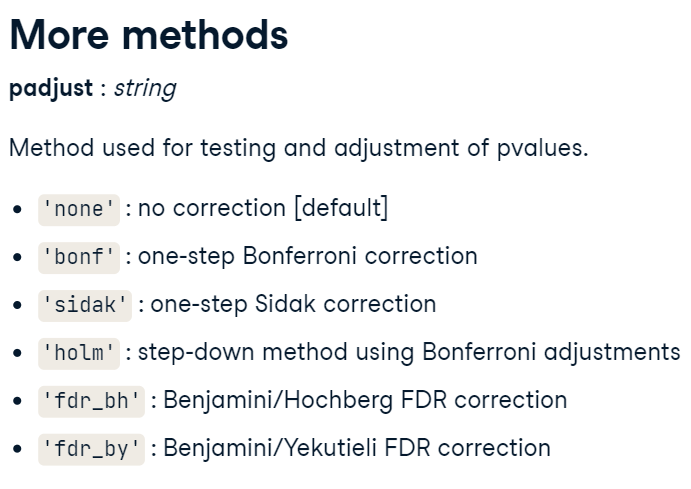 More methods
padjust : string
Method used for testing and adjustment of pvalues.
• 'none' : no correction [default]
• 'bonf' : one-step Bonferroni correction
• 'sidak' : one-step Sidak correction
• 'holm' : step-down method using Bonferroni adjustments
• 'fdr_bh' : Benjamini/Hochberg FDR correction
• 'fdr_by' : Benjamini/Yekutieli FDR correction